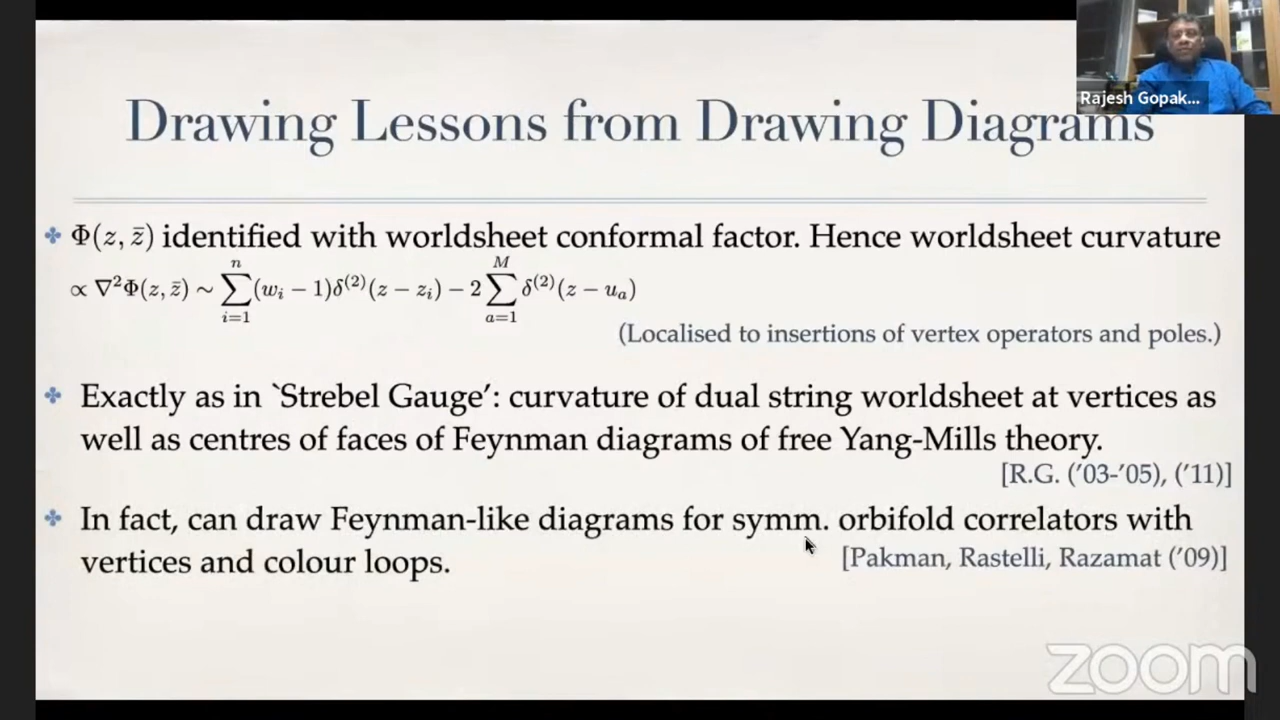 Rajesh Gopak...
Drawing Lessons from Drawing Diagrams
✤ Φ(z, z̄) identified with worldsheet conformal factor. Hence worldsheet curvature
∝ ∇²Φ(z, z̄) ~ ∑_{i=1}^{n} (w_i − 1)δ^{(2)}(z − z_i) − 2 ∑_{a=1}^{M} δ^{(2)}(z − u_a)
(Localised to insertions of vertex operators and poles.)
✤ Exactly as in `Strebel Gauge': curvature of dual string worldsheet at vertices as
well as centres of faces of Feynman diagrams of free Yang-Mills theory.
[R.G. ('03-'05), ('11)]
✤ In fact, can draw Feynman-like diagrams for symm. orbifold correlators with
vertices and colour loops. [Pakman, Rastelli, Razamat ('09)]
zoom